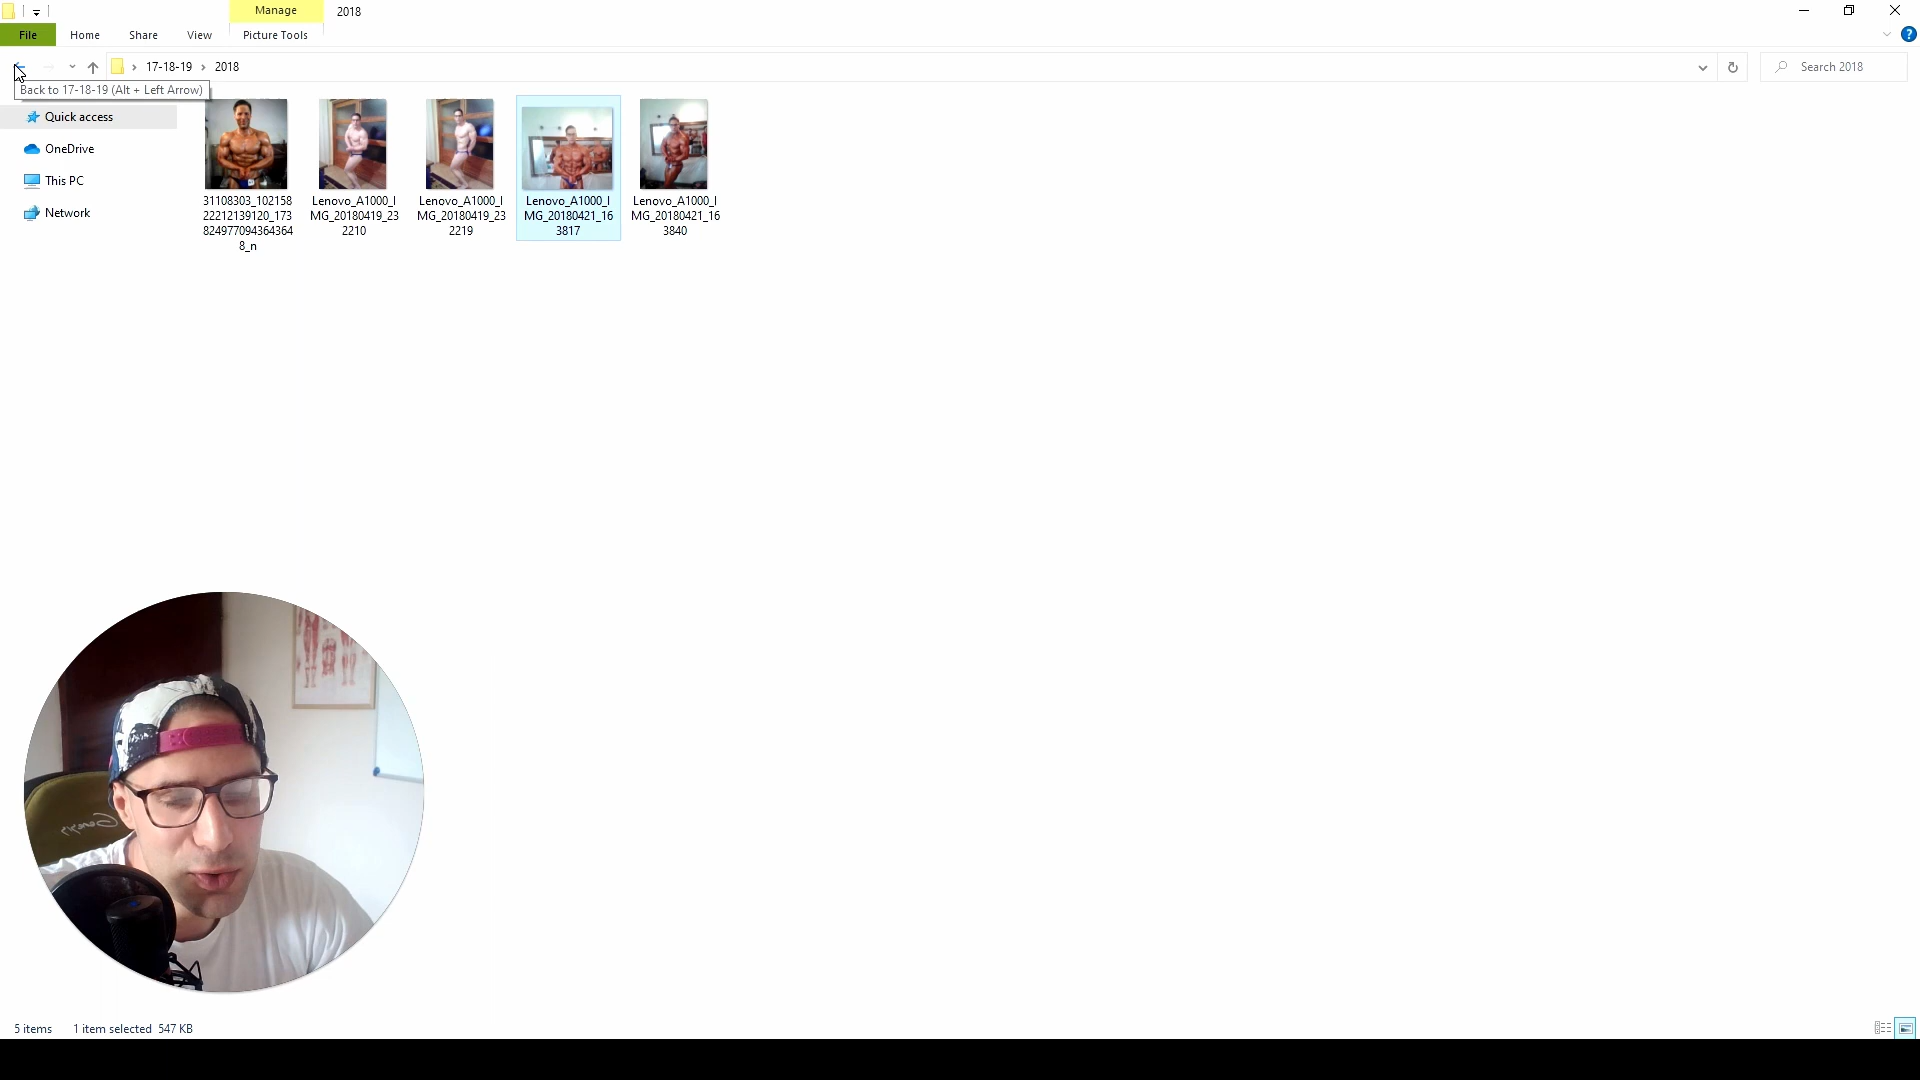 Manage
2018
File
Home
Share
View
Picture Tools
17-18-19
2018
Search 2018
Back to 17-18-19 (Alt + Left Arrow)
Quick access
OneDrive
This PC
Network
31108303_102158
22212139120_173
824977094364364
8_n
Lenovo_A1000_I
MG_20180419_23
2210
Lenovo_A1000_I
MG_20180419_23
2219
Lenovo_A1000_I
MG_20180421_16
3817
Lenovo_A1000_I
MG_20180421_16
3840
5 items
1 item selected 547 KB